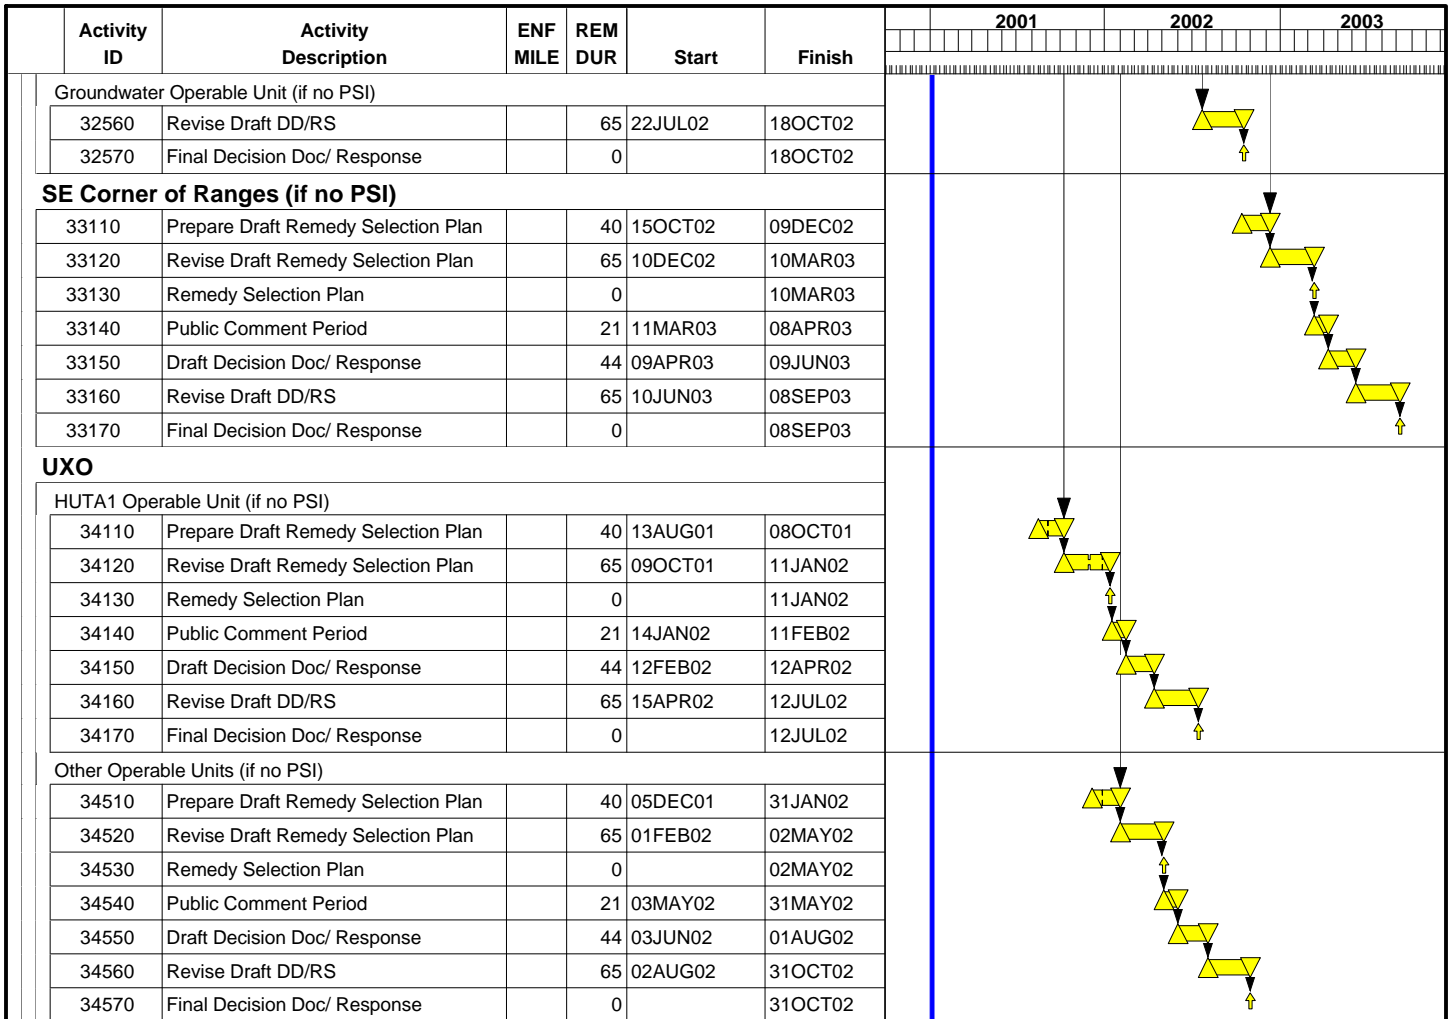 Activity ID Activity Description ENF MILE REM DUR Start Finish 2001 2002 2003
Groundwater Operable Unit (if no PSI)
32560 Revise Draft DD/RS 65 22JUL02 18OCT02
32570 Final Decision Doc/ Response 0 18OCT02
SE Corner of Ranges (if no PSI)
33110 Prepare Draft Remedy Selection Plan 40 15OCT02 09DEC02
33120 Revise Draft Remedy Selection Plan 65 10DEC02 10MAR03
33130 Remedy Selection Plan 0 10MAR03
33140 Public Comment Period 21 11MAR03 08APR03
33150 Draft Decision Doc/ Response 44 09APR03 09JUN03
33160 Revise Draft DD/RS 65 10JUN03 08SEP03
33170 Final Decision Doc/ Response 0 08SEP03
UXO
HUTA1 Operable Unit (if no PSI)
34110 Prepare Draft Remedy Selection Plan 40 13AUG01 08OCT01
34120 Revise Draft Remedy Selection Plan 65 09OCT01 11JAN02
34130 Remedy Selection Plan 0 11JAN02
34140 Public Comment Period 21 14JAN02 11FEB02
34150 Draft Decision Doc/ Response 44 12FEB02 12APR02
34160 Revise Draft DD/RS 65 15APR02 12JUL02
34170 Final Decision Doc/ Response 0 12JUL02
Other Operable Units (if no PSI)
34510 Prepare Draft Remedy Selection Plan 40 05DEC01 31JAN02
34520 Revise Draft Remedy Selection Plan 65 01FEB02 02MAY02
34530 Remedy Selection Plan 0 02MAY02
34540 Public Comment Period 21 03MAY02 31MAY02
34550 Draft Decision Doc/ Response 44 03JUN02 01AUG02
34560 Revise Draft DD/RS 65 02AUG02 31OCT02
34570 Final Decision Doc/ Response 0 31OCT02